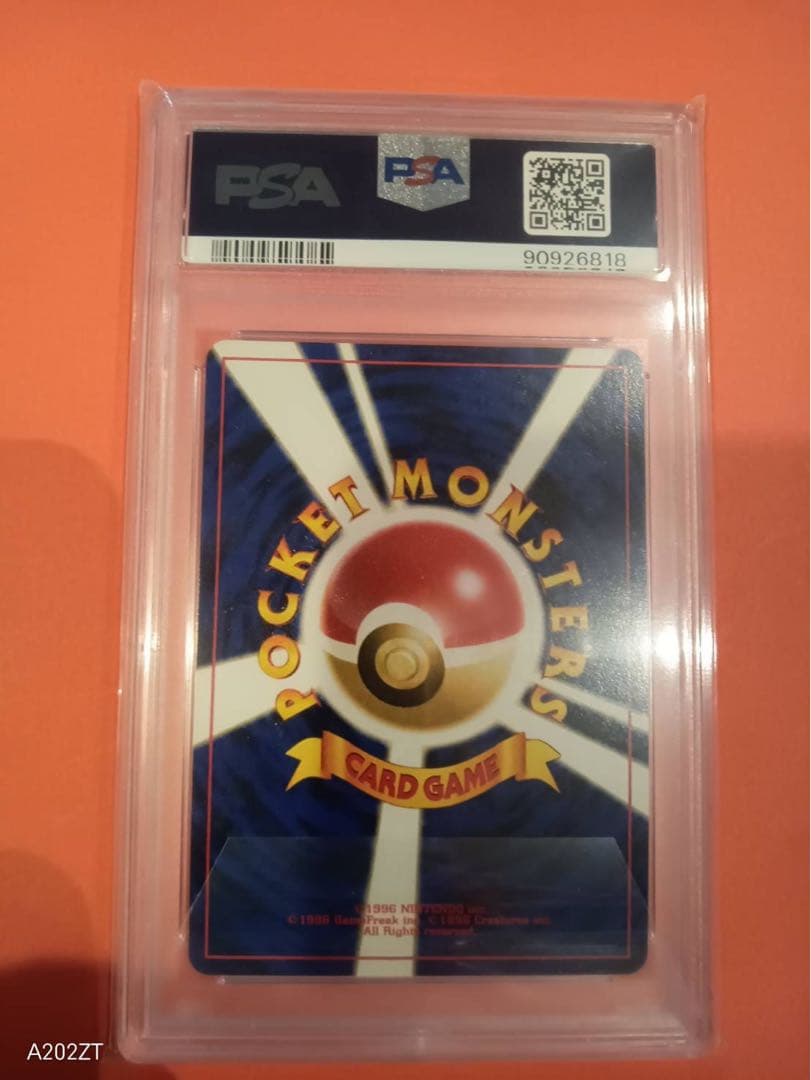 PSA
PSA
90926818
POCKET MONSTERS
CARD GAME
©1996 NINTENDO inc.
©1996 GameFreak inc. ©1996 Creatures inc.
All Rights reserved.
A202ZT